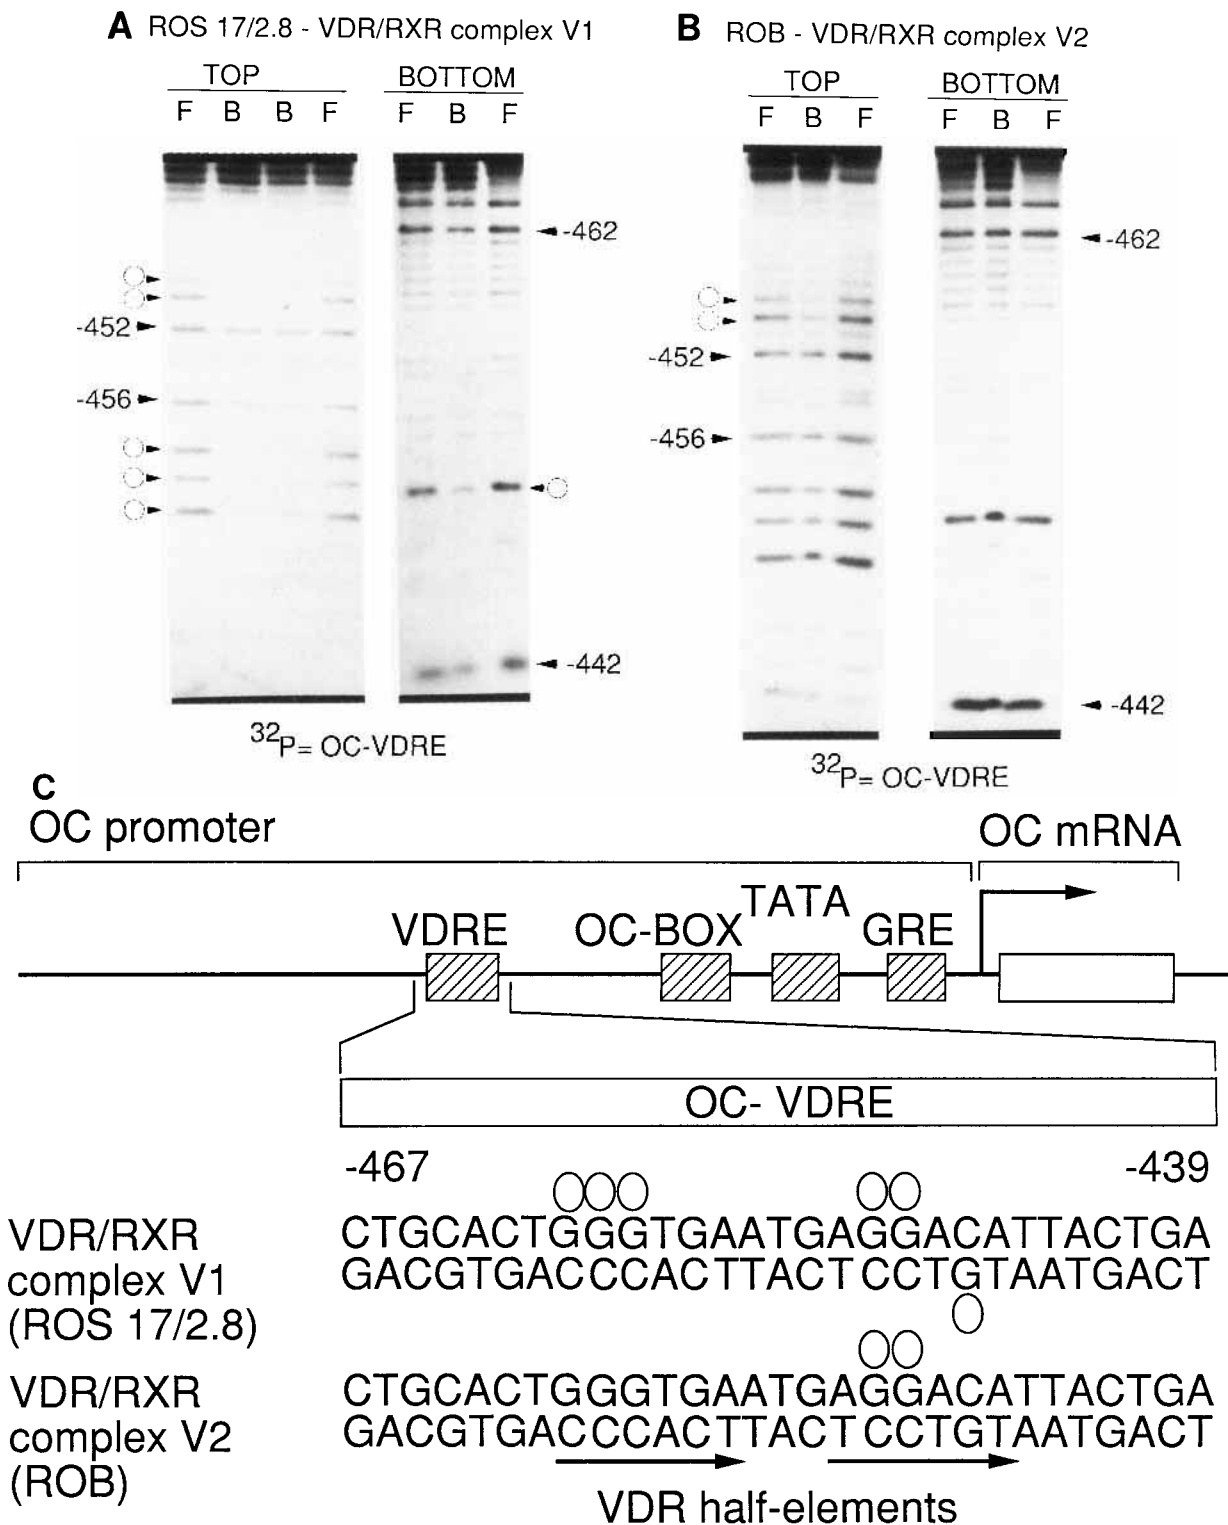 A ROS 17/2.8 - VDR/RXR complex V1
TOP
BOTTOM
F B B F
F B F
-462
-452
-456
-442
32P= OC-VDRE
B ROB - VDR/RXR complex V2
TOP
BOTTOM
F B F
F B F
-462
-452
-456
-442
32P= OC-VDRE
C
OC promoter
OC mRNA
VDRE
OC-BOX
TATA
GRE
OC- VDRE
-467
-439
VDR/RXR
complex V1
(ROS 17/2.8)
CTGCACTGGGTGAATGAGGACATTACTGA
GACGTGACCCACTTACTCCTGTAATGACT
VDR/RXR
complex V2
(ROB)
CTGCACTGGGTGAATGAGGACATTACTGA
GACGTGACCCACTTACTCCTGTAATGACT
VDR half-elements